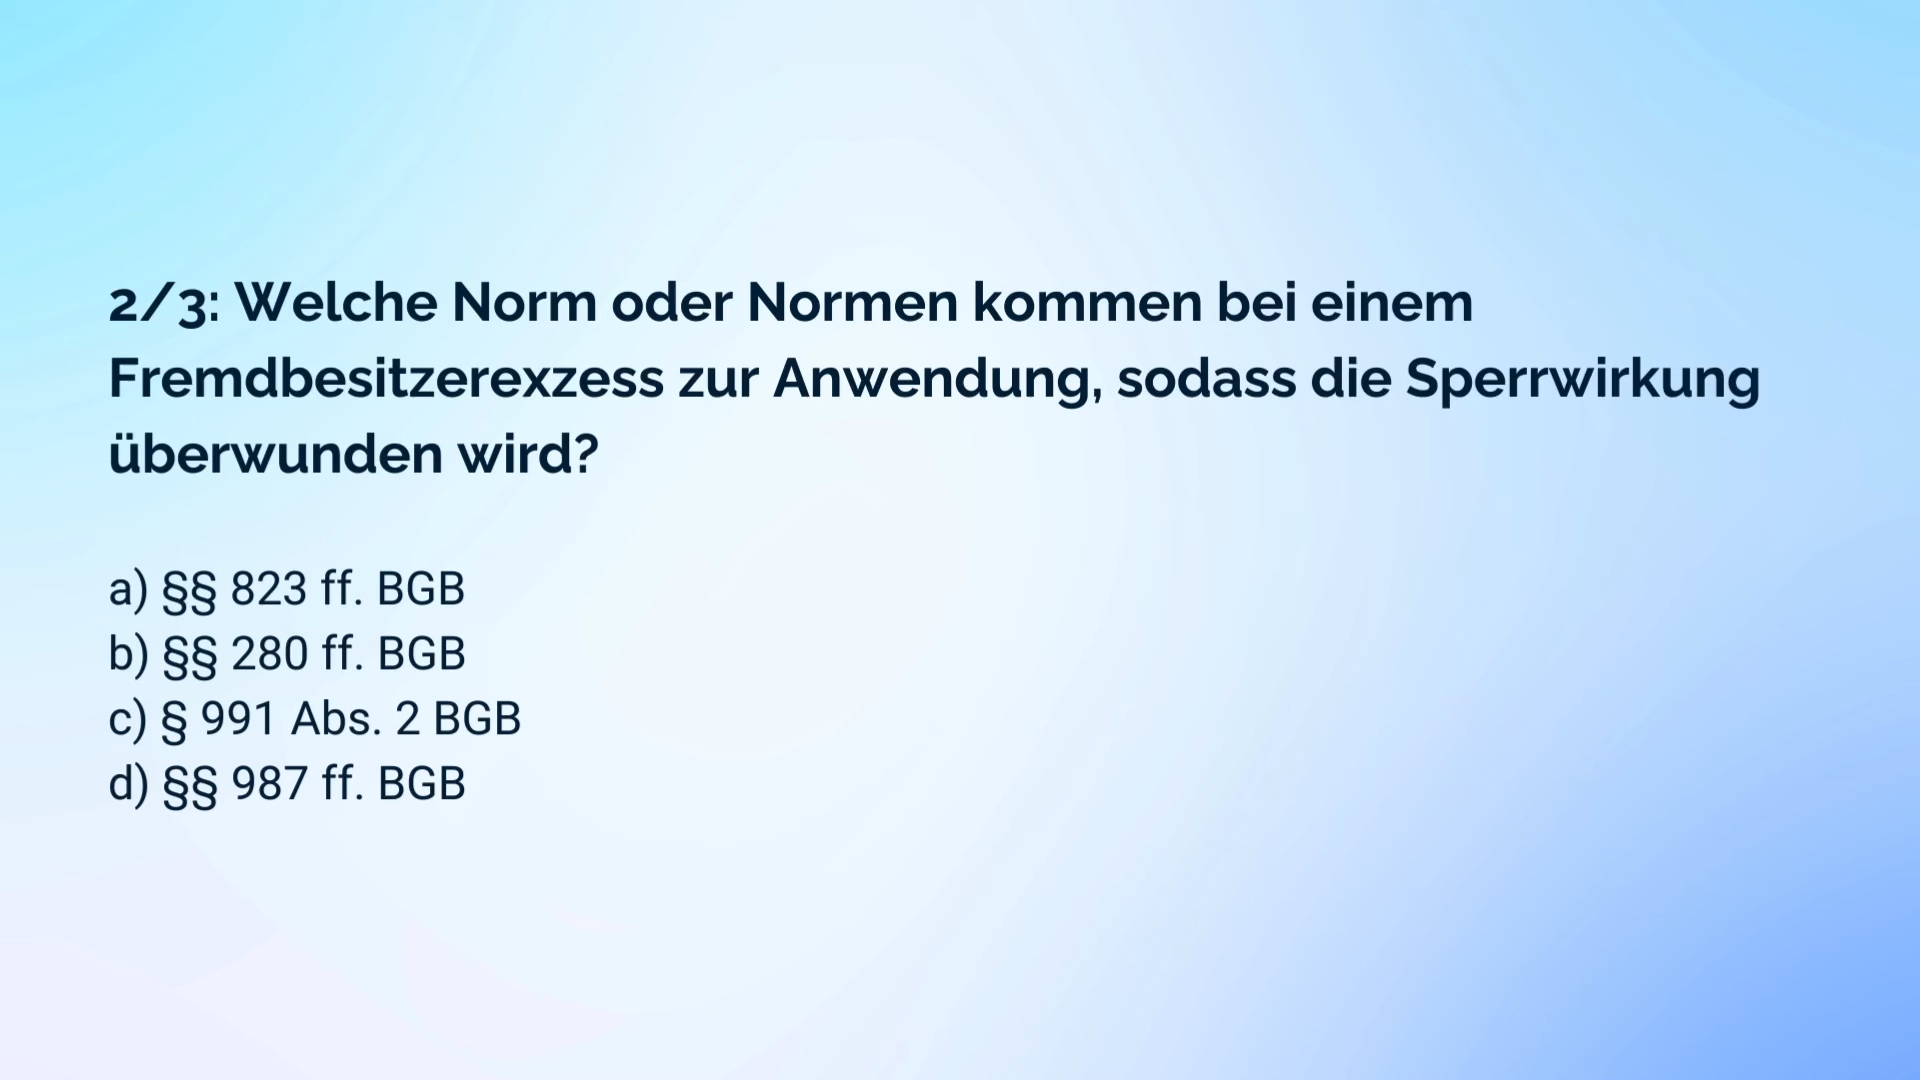 2/3: Welche Norm oder Normen kommen bei einem
Fremdbesitzerexzess zur Anwendung, sodass die Sperrwirkung
überwunden wird?
a) §§ 823 ff. BGB
b) §§ 280 ff. BGB
c) § 991 Abs. 2 BGB
d) §§ 987 ff. BGB